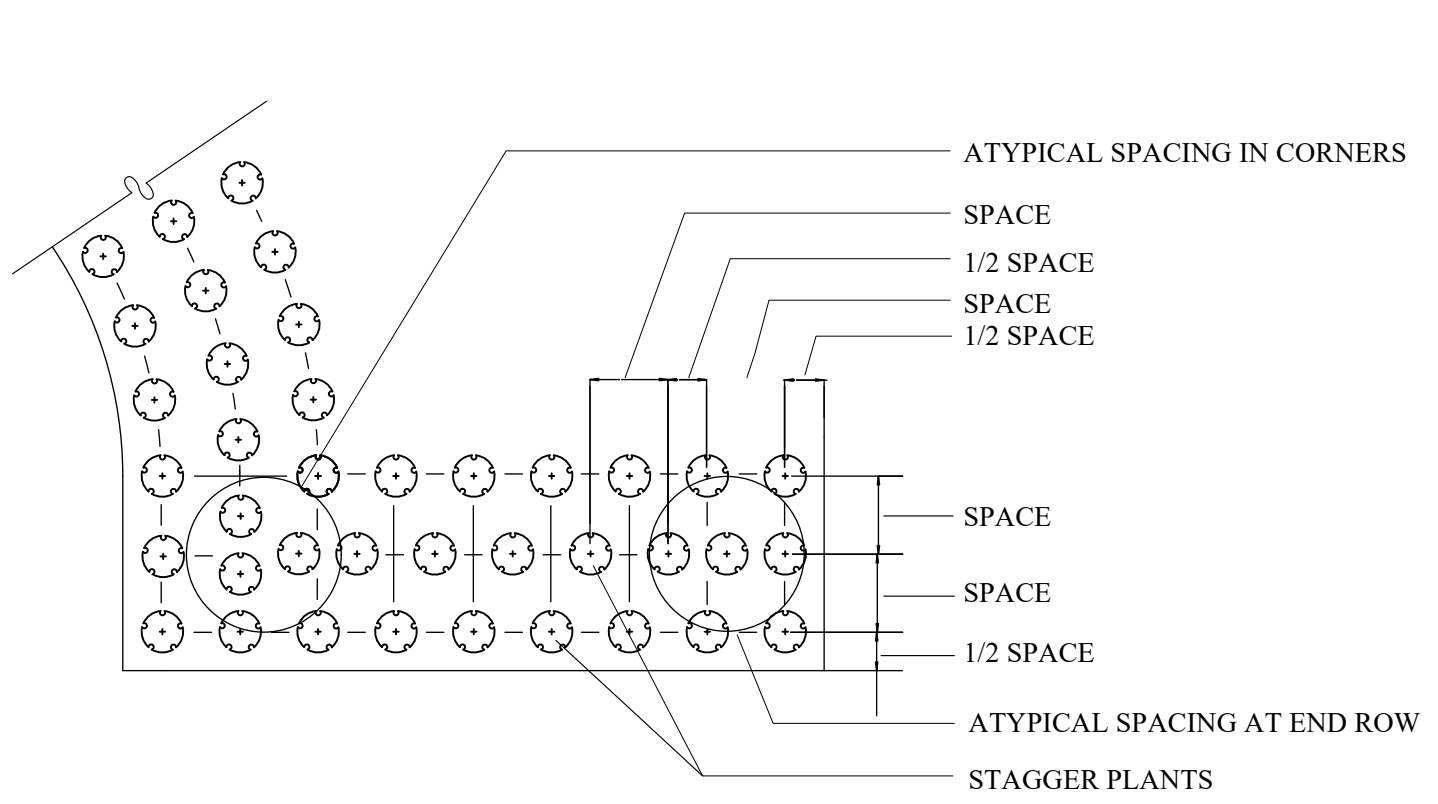 ATYPICAL SPACING IN CORNERS
SPACE
1/2 SPACE
SPACE
1/2 SPACE
SPACE
SPACE
1/2 SPACE
ATYPICAL SPACING AT END ROW
STAGGER PLANTS